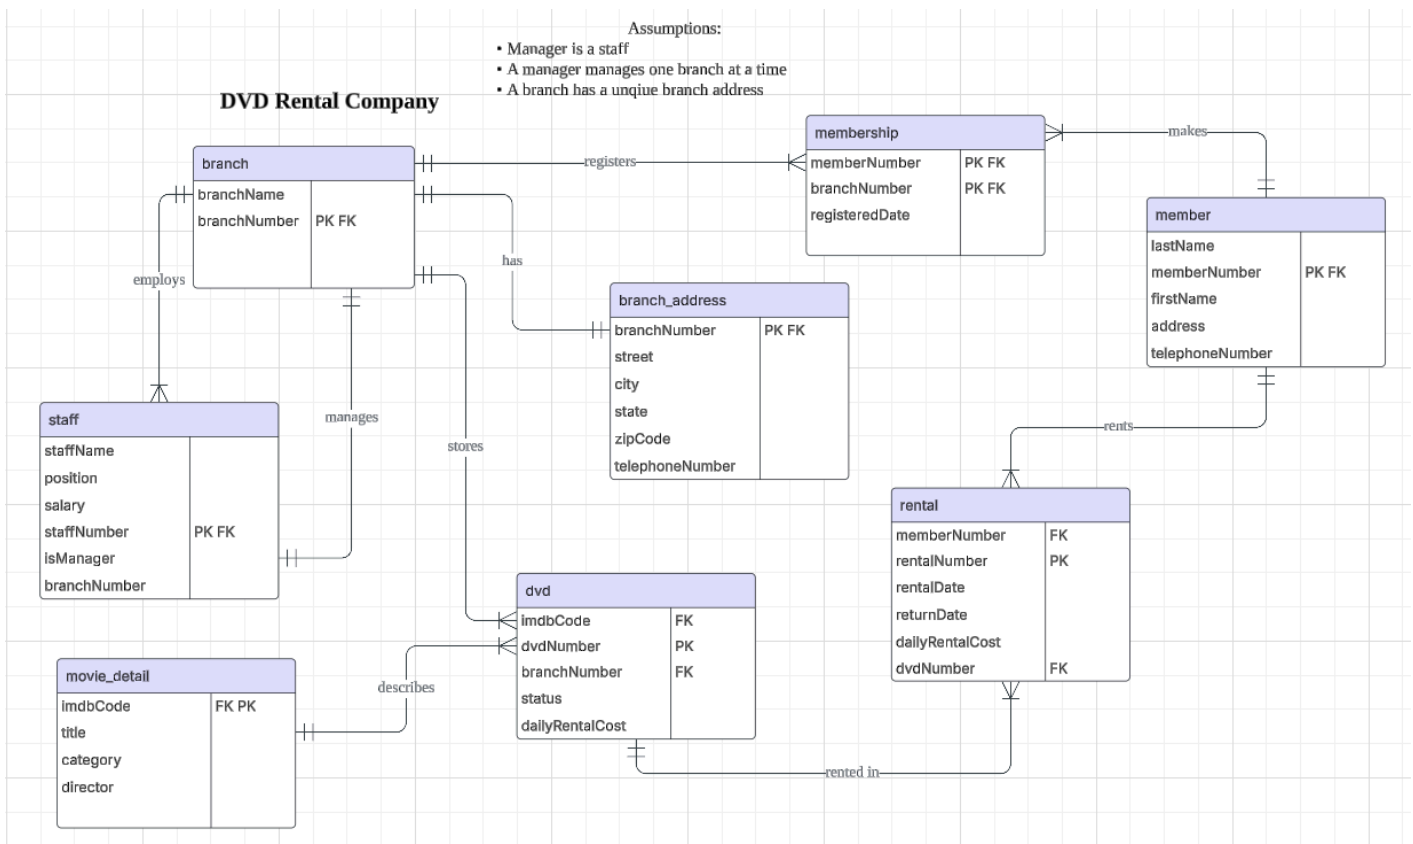 Assumptions:
• Manager is a staff
• A manager manages one branch at a time
• A branch has a unqiue branch address
DVD Rental Company
membership
memberNumber PK FK
branchNumber PK FK
registeredDate
makes
registers
branch
branchName
branchNumber PK FK
member
lastName
memberNumber PK FK
firstName
address
telephoneNumber
has
employs
branch_address
branchNumber PK FK
street
city
state
zipCode
telephoneNumber
manages
stores
rents
staff
staffName
position
salary
staffNumber PK FK
isManager
branchNumber
rental
memberNumber FK
rentalNumber PK
rentalDate
returnDate
dailyRentalCost
dvdNumber FK
dvd
imdbCode FK
dvdNumber PK
branchNumber FK
status
dailyRentalCost
movie_detail
imdbCode FK PK
title
category
director
describes
rented in